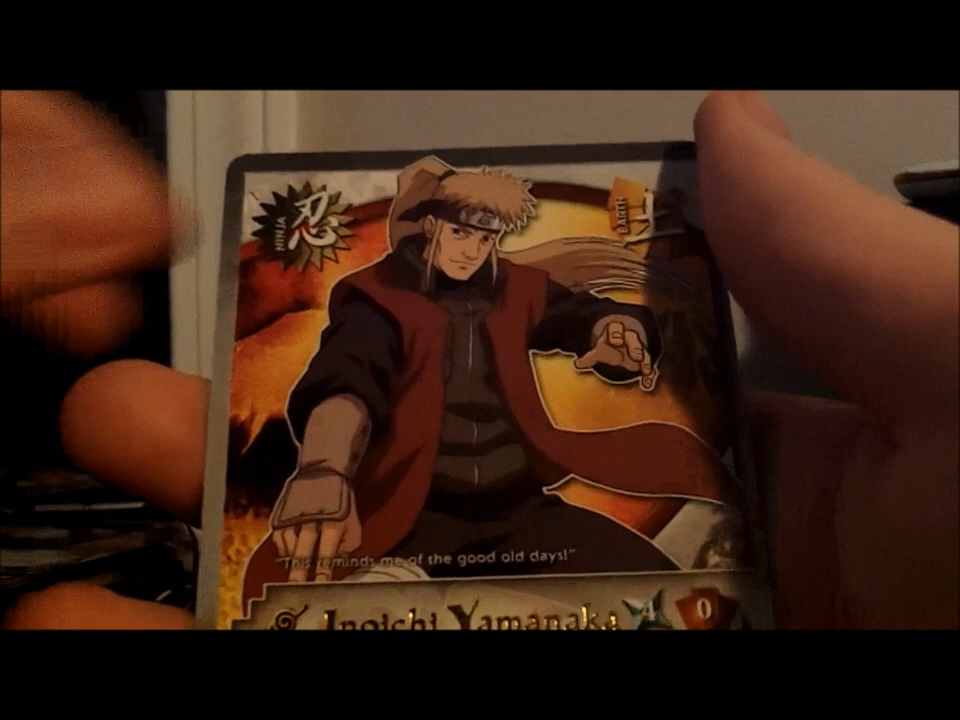 忍
NINJA
EARTH
土
"This reminds me of the good old days!"
Inoichi Yamanaka
4
0